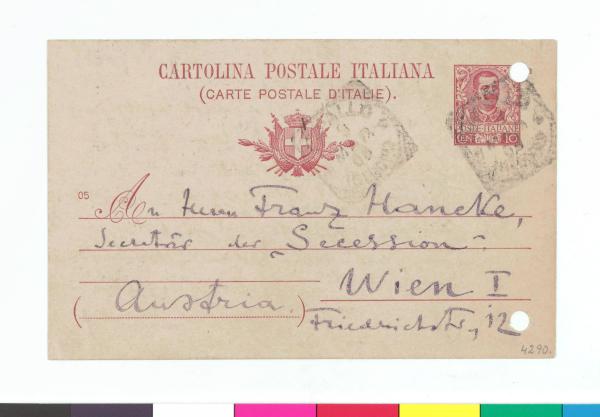 CARTOLINA POSTALE ITALIANA
(CARTE POSTALE D'ITALIE).
POSTE · ITALIANE
10
05
An Herrn Franz Hancke,
Secretär der „Secession“
Wien I
(Austria.)
Friedrichstr, 12
4290.